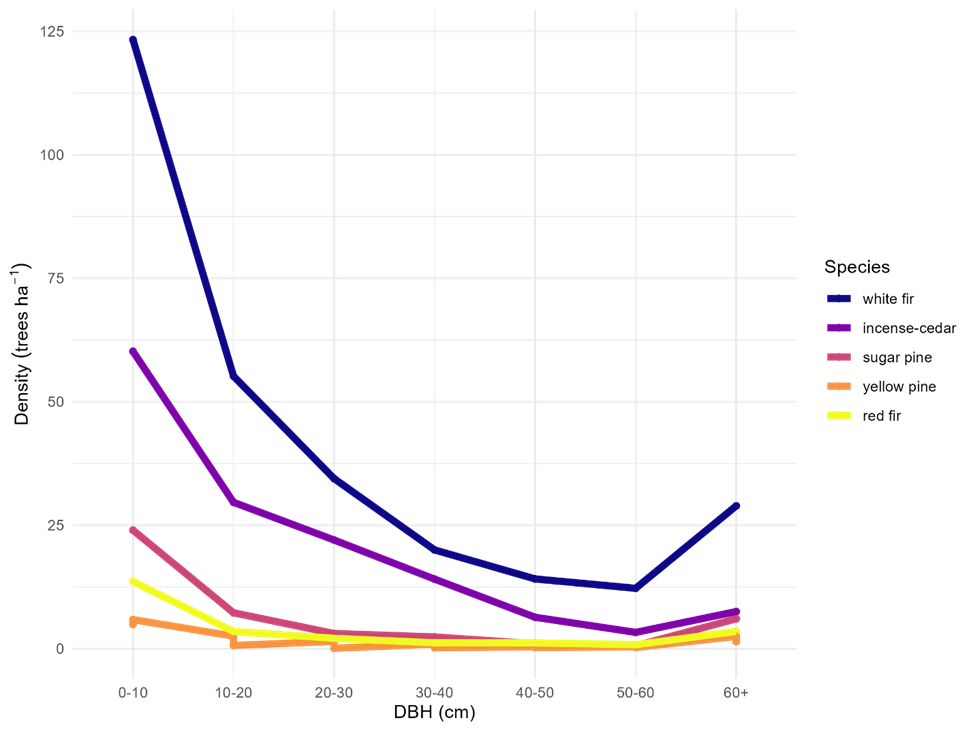 125
100
75
50
25
0
Density (trees ha⁻¹)
0-10 10-20 20-30 30-40 40-50 50-60 60+
DBH (cm)
Species
white fir
incense-cedar
sugar pine
yellow pine
red fir